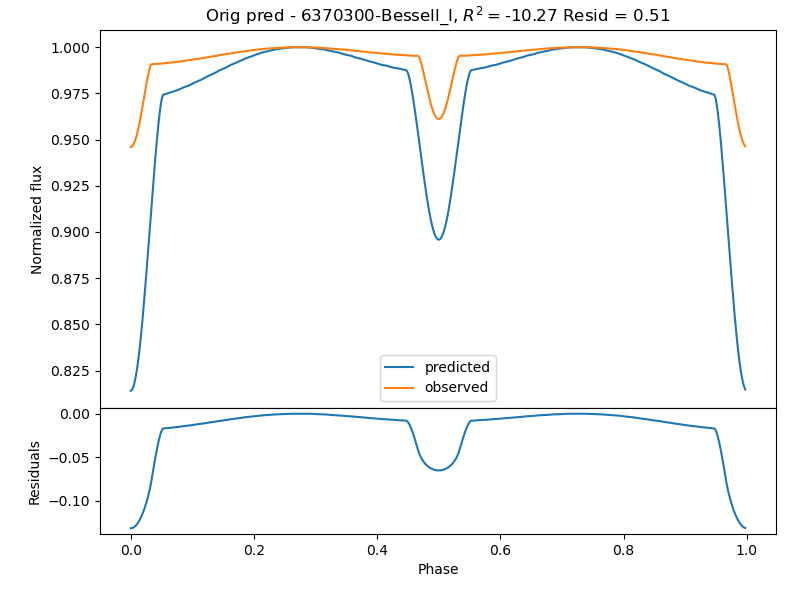 Orig pred - 6370300-Bessell_I, R² = -10.27 Resid = 0.51
1.000
0.975
0.950
0.925
0.900
0.875
0.850
0.825
Normalized flux
predicted
observed
0.00
−0.05
−0.10
Residuals
0.0 0.2 0.4 0.6 0.8 1.0
Phase